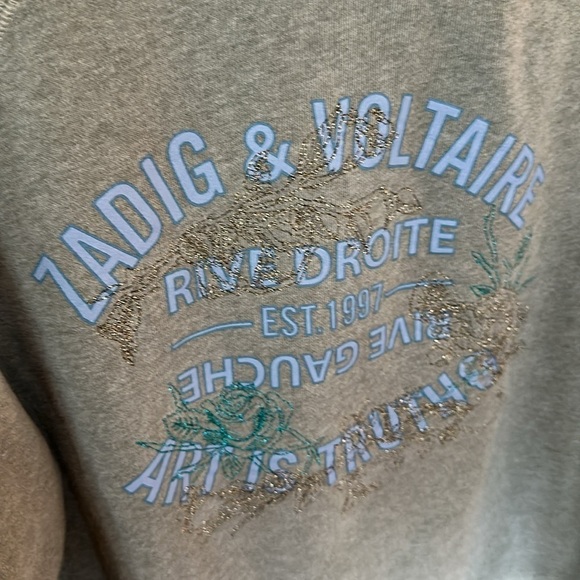 ZADIG & VOLTAIRE
RIVE DROITE
EST. 1997
RIVE GAUCHE
ART IS TRUTH